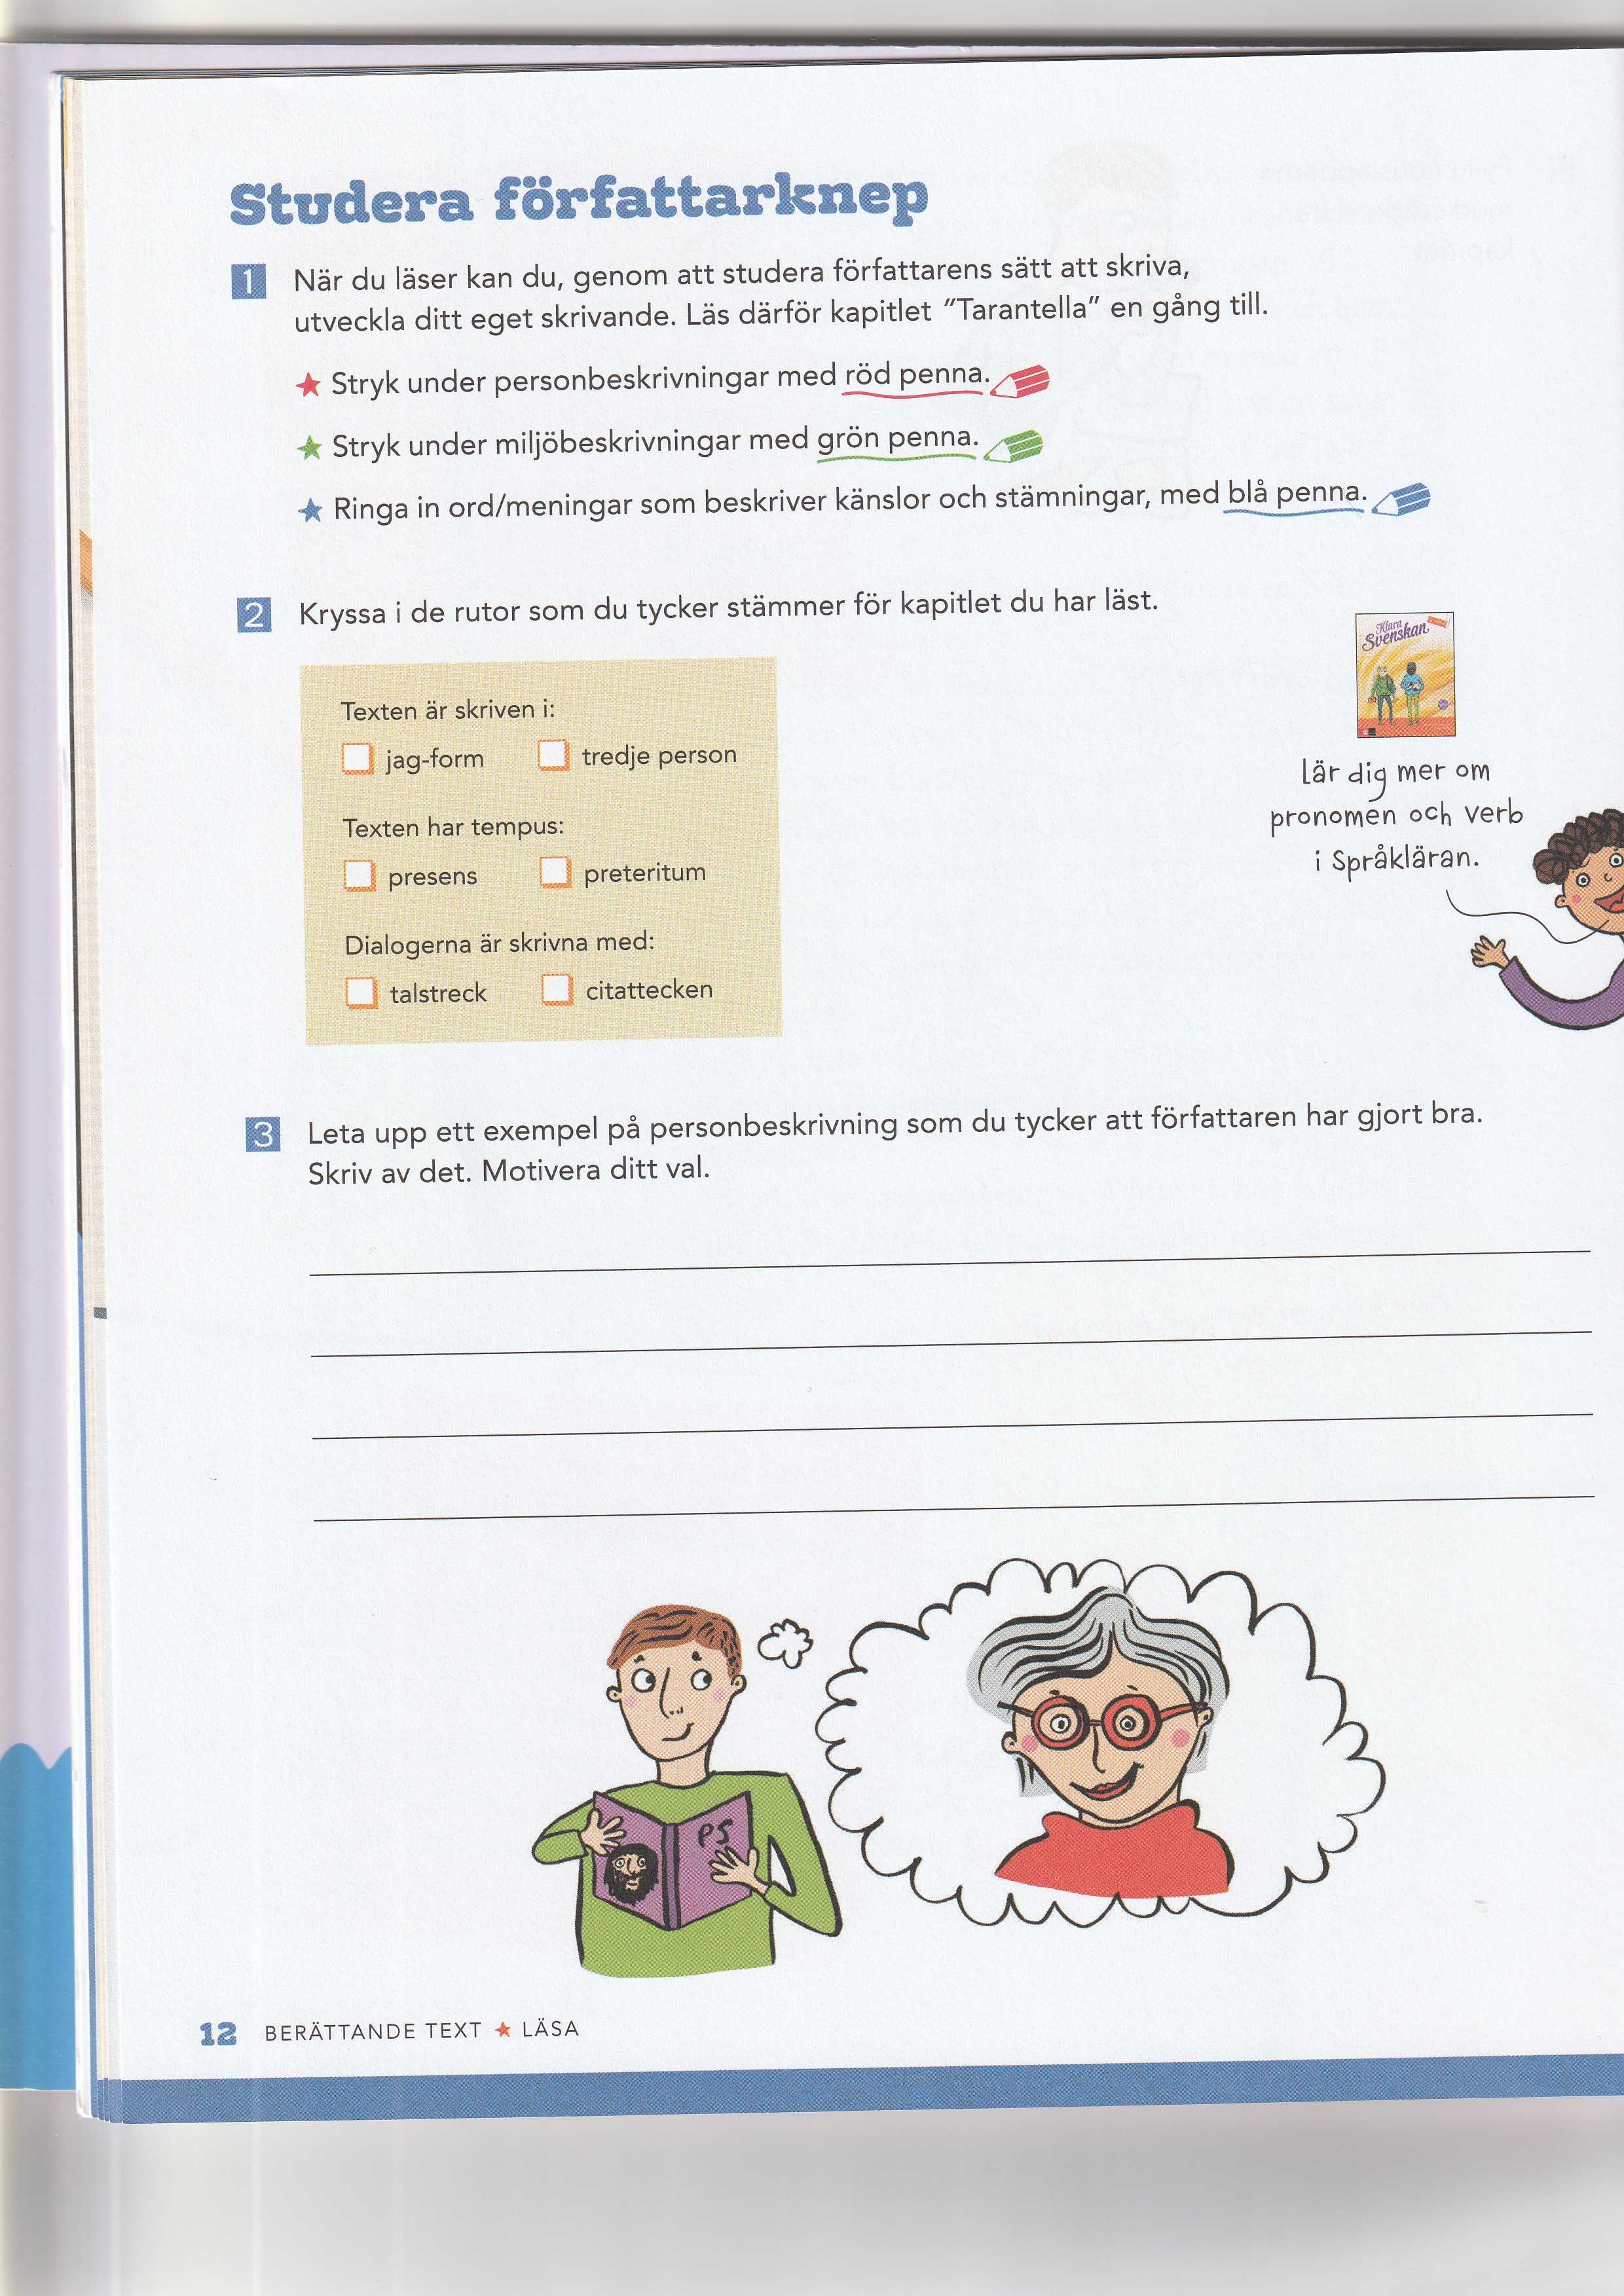 Studera författarknep
1 När du läser kan du, genom att studera författarens sätt att skriva,
utveckla ditt eget skrivande. Läs därför kapitlet ”Tarantella” en gång till.
Stryk under personbeskrivningar med röd penna.
Stryk under miljöbeskrivningar med grön penna.
Ringa in ord/meningar som beskriver känslor och stämningar, med blå penna.
2 Kryssa i de rutor som du tycker stämmer för kapitlet du har läst.
Texten är skriven i:
jag-form tredje person
Texten har tempus:
presens preteritum
Dialogerna är skrivna med:
talstreck citattecken
Klara
Svenskan
Lär dig mer om
pronomen och verb
i Språkläran.
3 Leta upp ett exempel på personbeskrivning som du tycker att författaren har gjort bra.
Skriv av det. Motivera ditt val.
PS
12 BERÄTTANDE TEXT ★ LÄSA